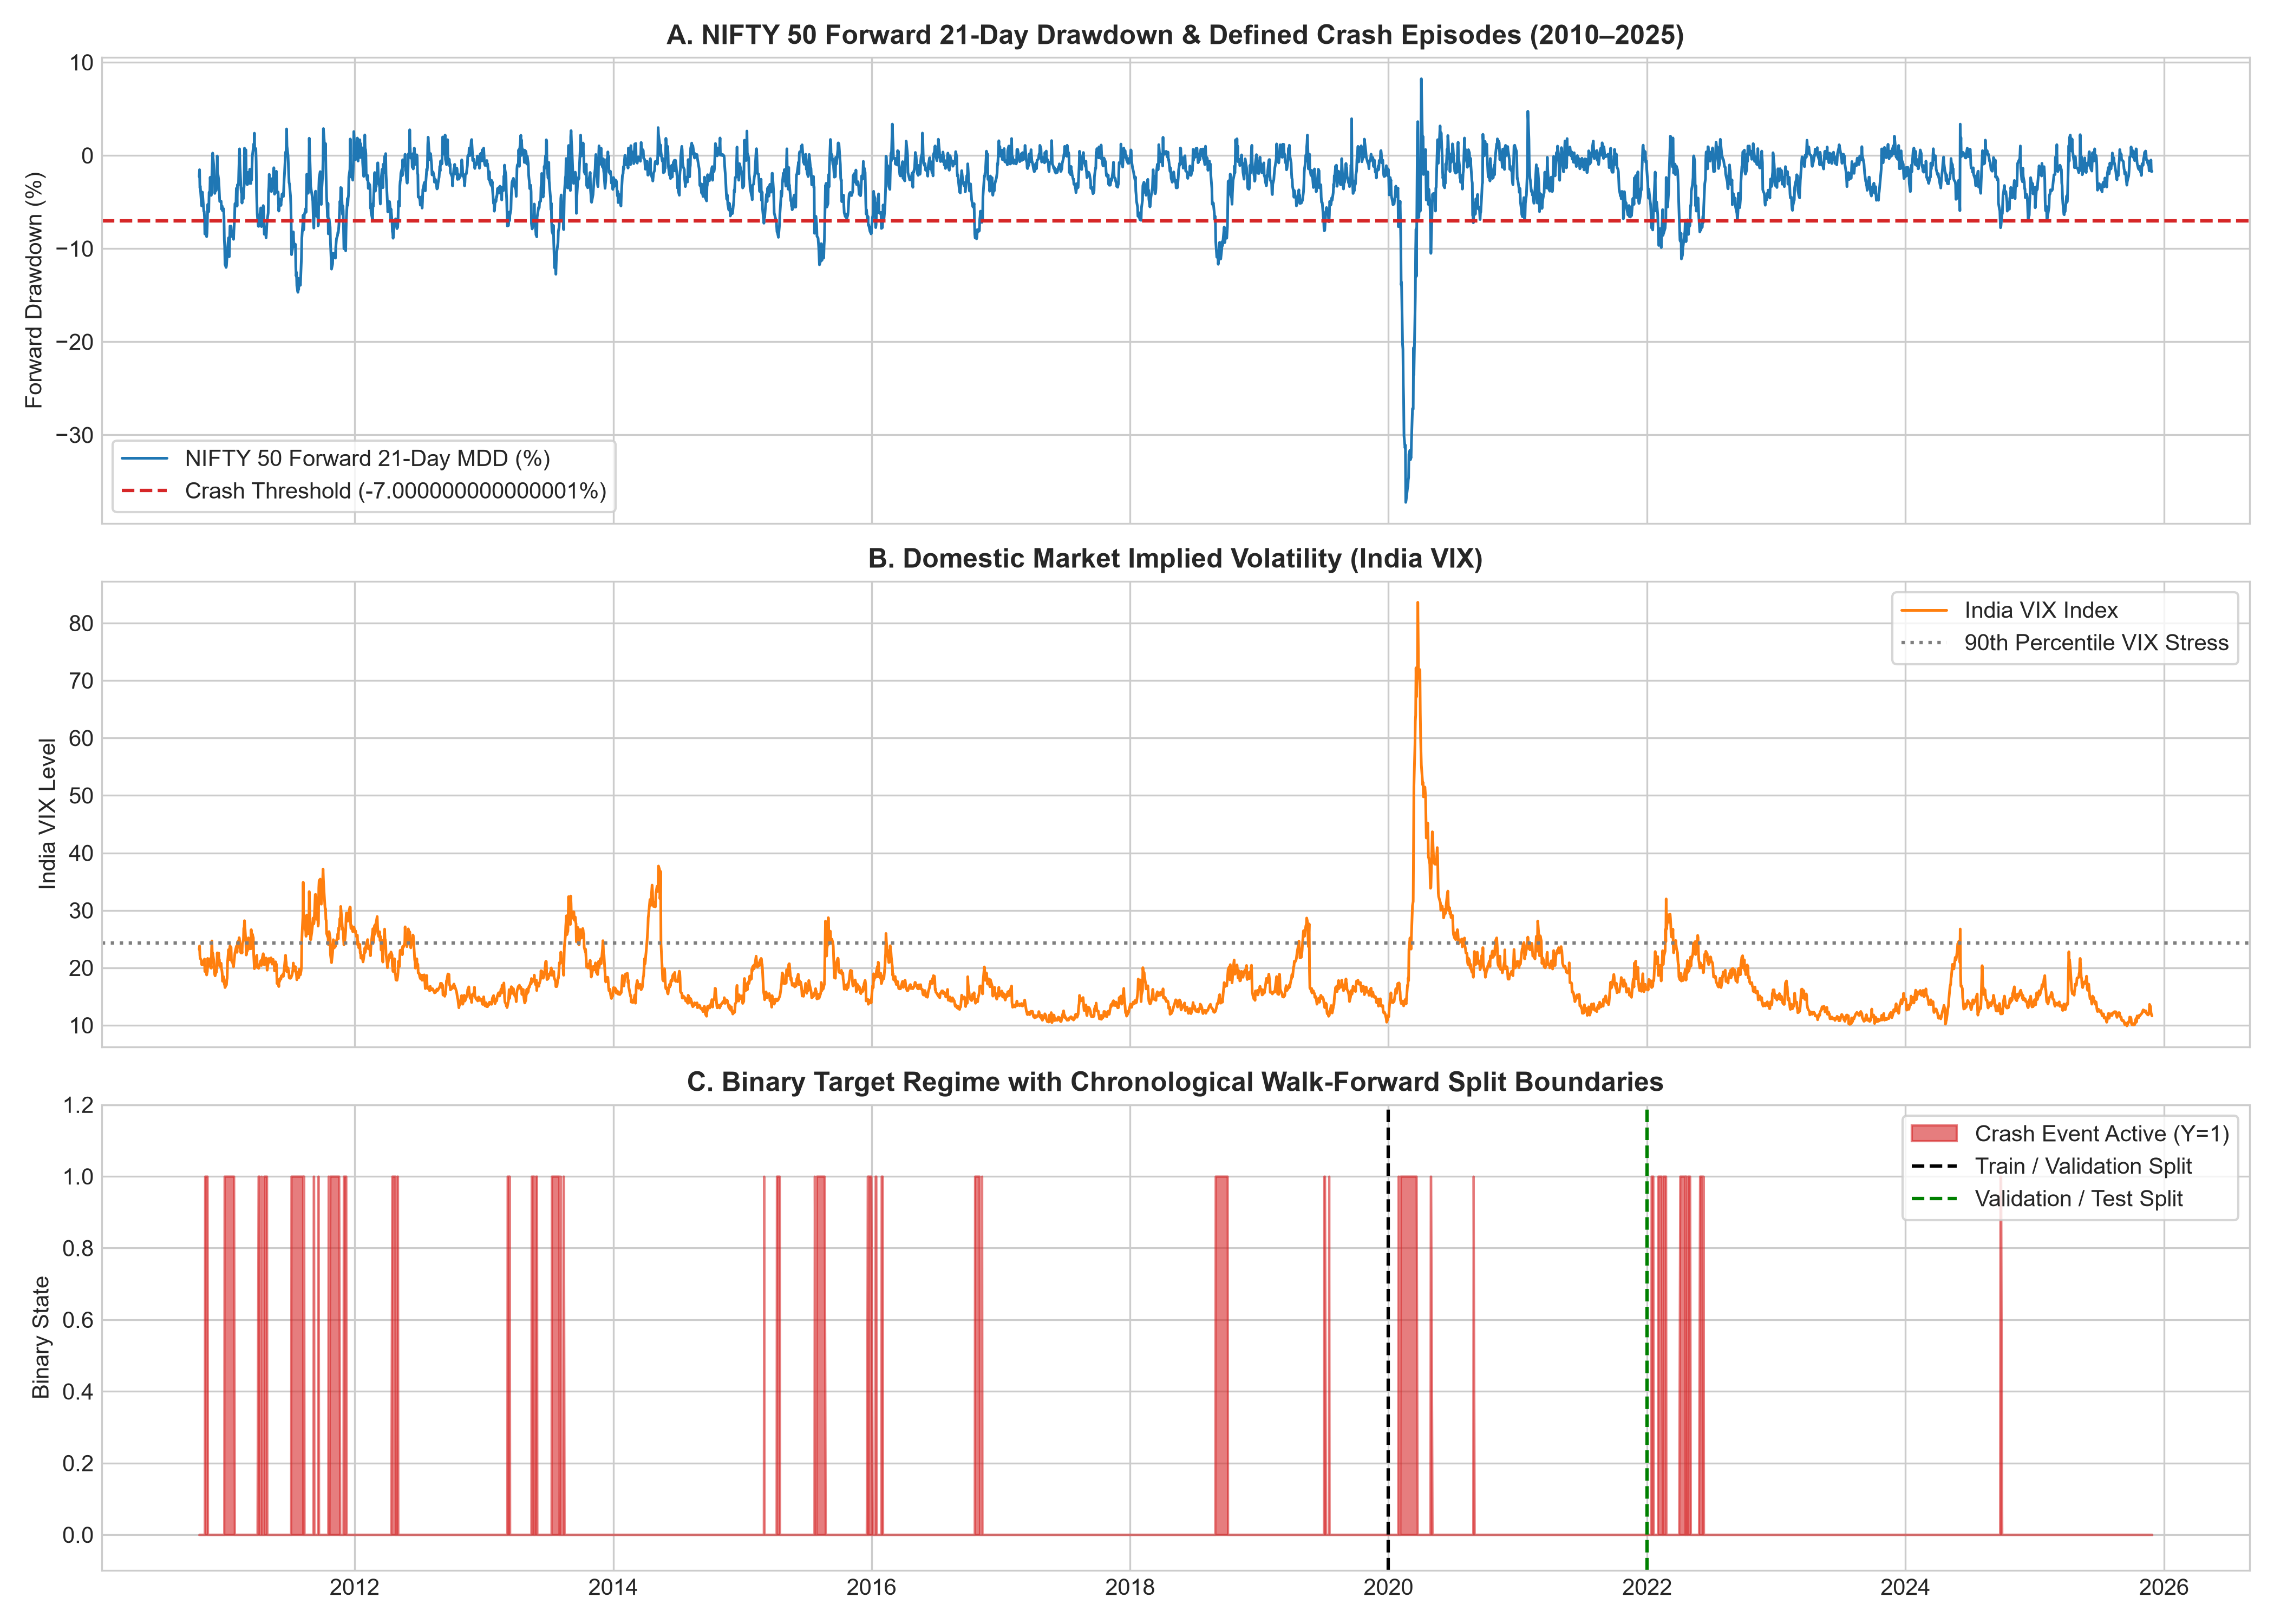 A. NIFTY 50 Forward 21-Day Drawdown & Defined Crash Episodes (2010–2025)
10
0
−10
−20
−30
Forward Drawdown (%)
NIFTY 50 Forward 21-Day MDD (%)
Crash Threshold (-7.000000000000001%)
B. Domestic Market Implied Volatility (India VIX)
80
70
60
50
40
30
20
10
India VIX Level
India VIX Index
90th Percentile VIX Stress
C. Binary Target Regime with Chronological Walk-Forward Split Boundaries
1.2
1.0
0.8
0.6
0.4
0.2
0.0
Binary State
Crash Event Active (Y=1)
Train / Validation Split
Validation / Test Split
2012 2014 2016 2018 2020 2022 2024 2026